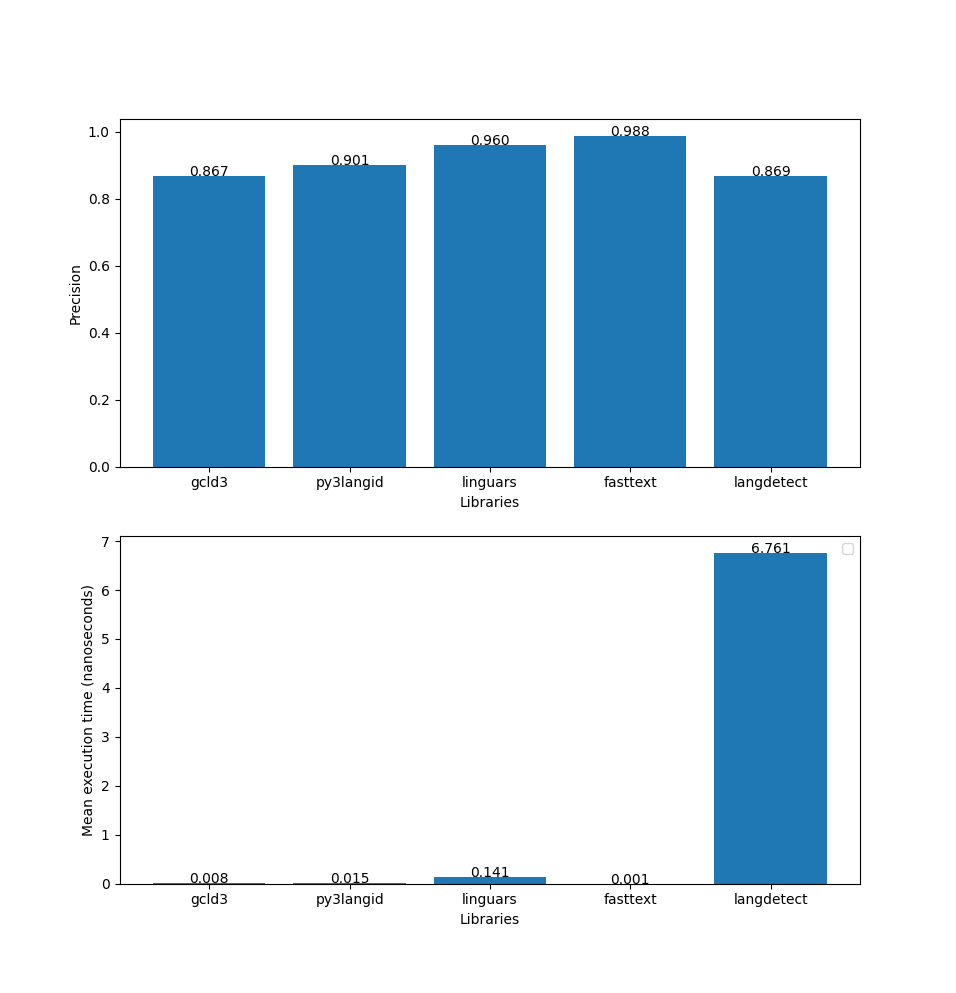 1.0
0.8
0.6
0.4
0.2
0.0
Precision
0.867
0.901
0.960
0.988
0.869
gcld3
py3langid
linguars
fasttext
langdetect
Libraries
7
6
5
4
3
2
1
0
Mean execution time (nanoseconds)
0.008
0.015
0.141
0.001
6.761
gcld3
py3langid
linguars
fasttext
langdetect
Libraries